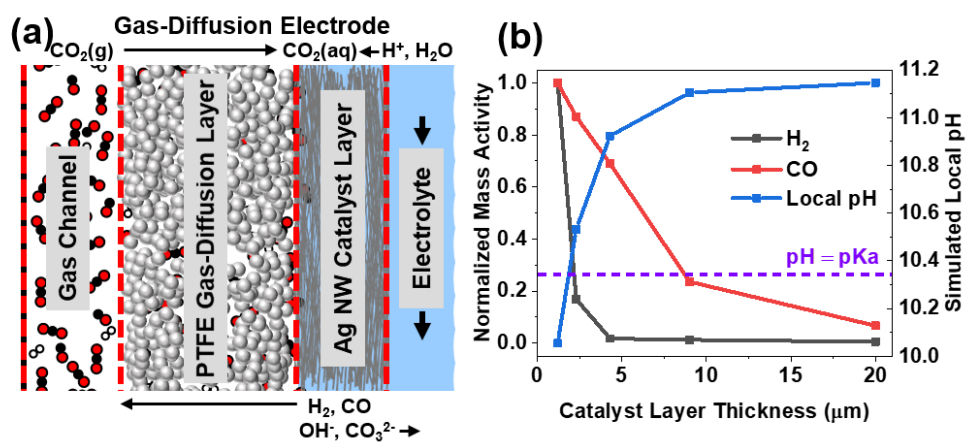 (a)
Gas-Diffusion Electrode
CO₂(g)
CO₂(aq)
H⁺, H₂O
Gas Channel
PTFE Gas-Diffusion Layer
Ag NW Catalyst Layer
Electrolyte
H₂, CO
OH⁻, CO₃²⁻
(b)
Normalized Mass Activity
1.0
0.8
0.6
0.4
0.2
0.0
H₂
CO
Local pH
pH = pKa
11.2
11.0
10.8
10.6
10.4
10.2
10.0
Simulated Local pH
0
5
10
15
20
Catalyst Layer Thickness (μm)